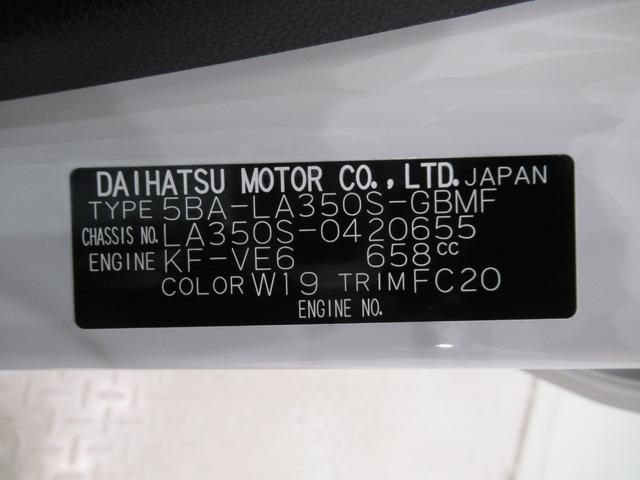 DAIHATSU MOTOR CO.,LTD. JAPAN
TYPE 5BA-LA350S-GBMF
CHASSIS NO. LA350S-0420655
ENGINE KF-VE6 658cc
COLOR W19 TRIM FC20
ENGINE NO.